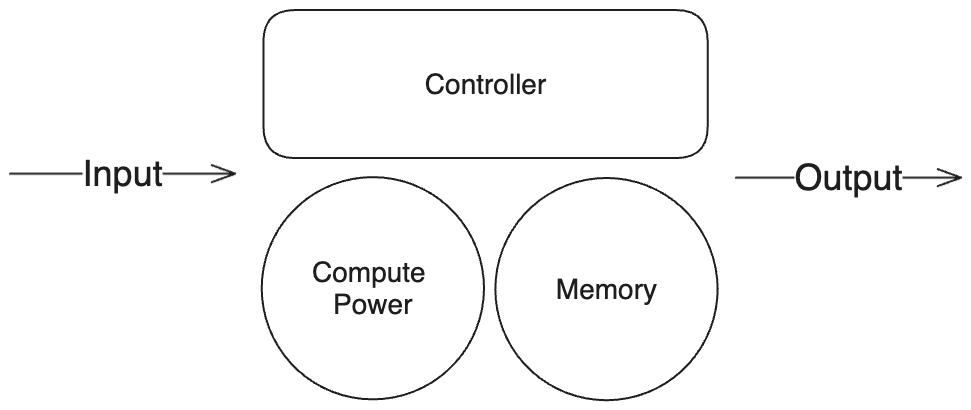 Controller
Input
Output
Compute
Power
Memory